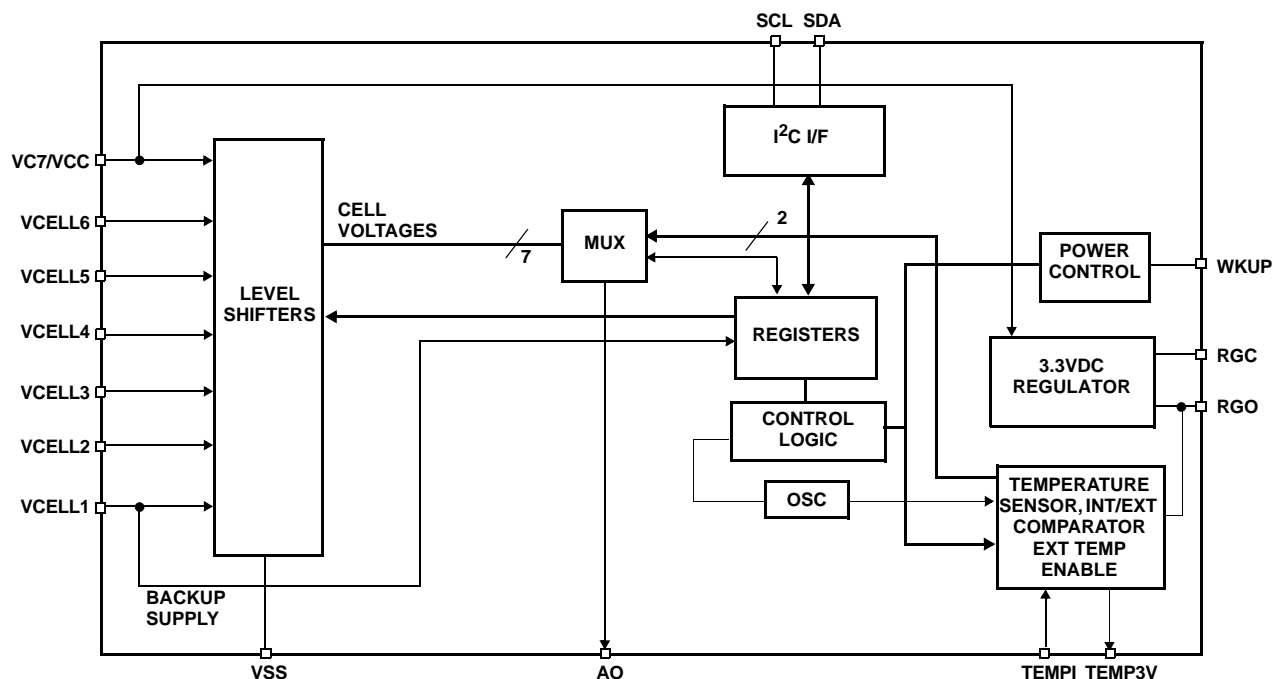 SCL SDA
I2C I/F
VC7/VCC
VCELL6
VCELL5
VCELL4
VCELL3
VCELL2
VCELL1
LEVEL
SHIFTERS
CELL
VOLTAGES
7
MUX
2
REGISTERS
CONTROL
LOGIC
OSC
POWER
CONTROL
WKUP
3.3VDC
REGULATOR
RGC
RGO
TEMPERATURE
SENSOR, INT/EXT
COMPARATOR
EXT TEMP
ENABLE
BACKUP
SUPPLY
VSS
AO
TEMPI TEMP3V